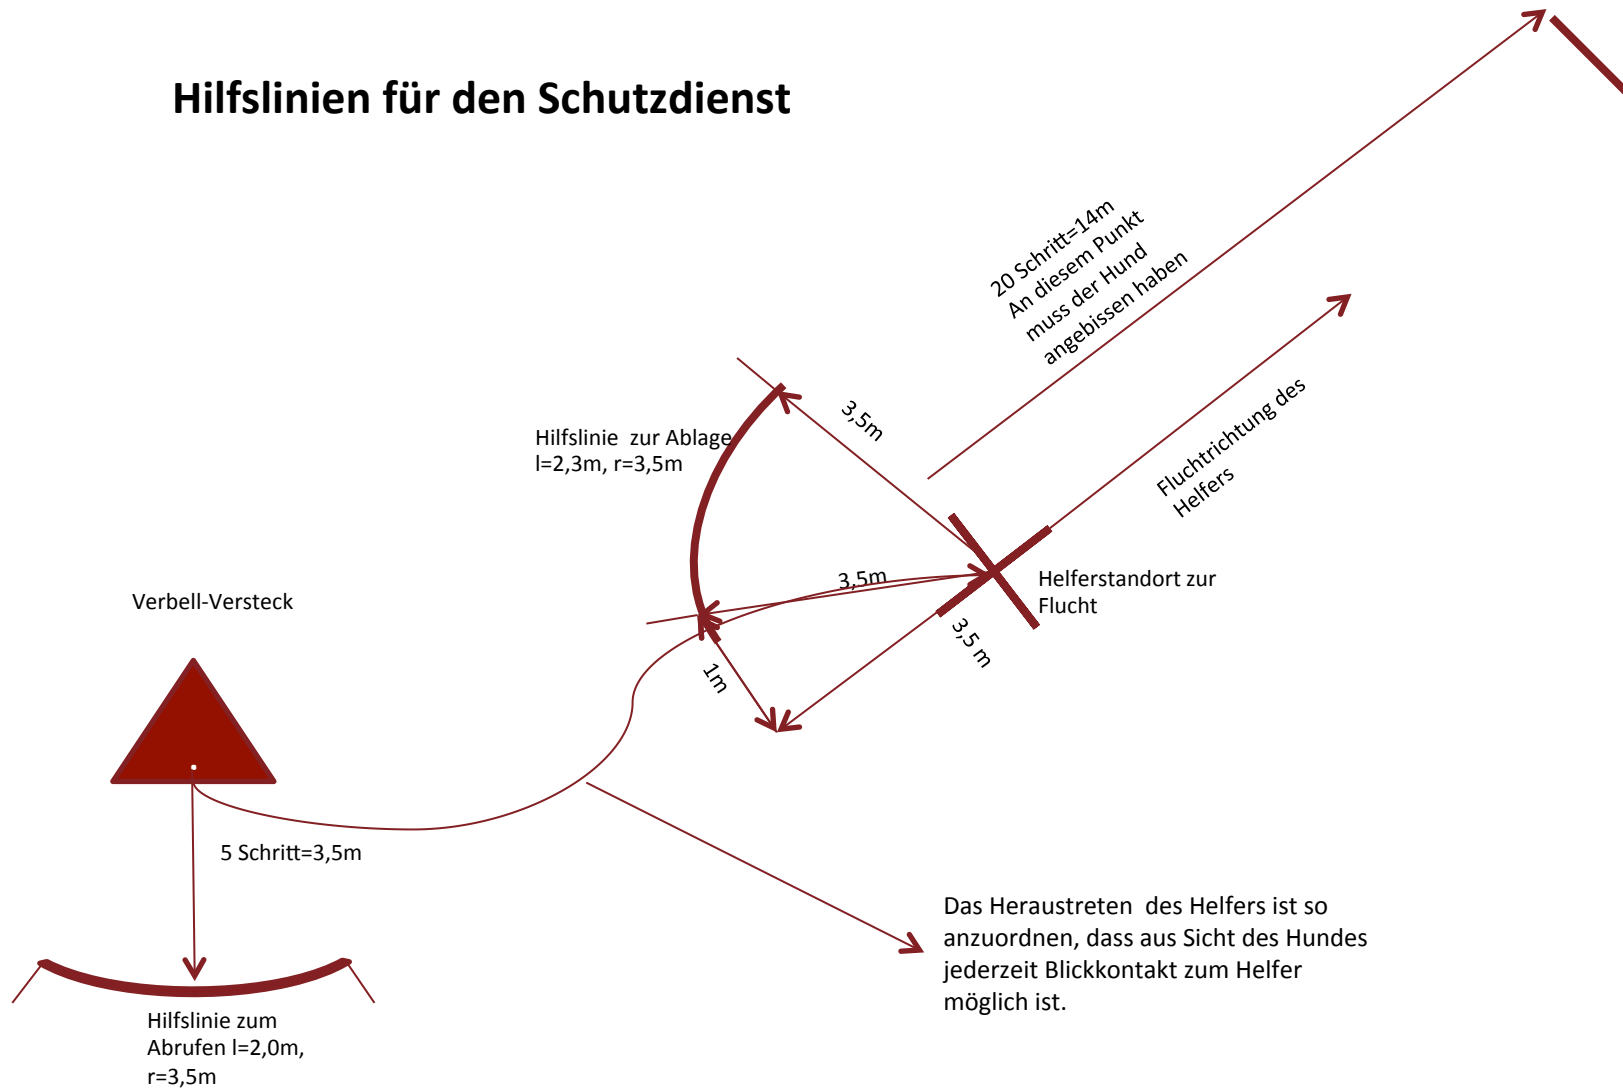 Hilfslinien für den Schutzdienst
20 Schritt=14m
An diesem Punkt
muss der Hund
angebissen haben
3,5m
Hilfslinie  zur Ablage
l=2,3m, r=3,5m
Fluchtrichtung des
Helfers
3,5m
Helferstandort zur
Flucht
Verbell-Versteck
3,5 m
1m
5 Schritt=3,5m
Das Heraustreten  des Helfers ist so
anzuordnen, dass aus Sicht des Hundes
jederzeit Blickkontakt zum Helfer
möglich ist.
Hilfslinie zum
Abrufen l=2,0m,
r=3,5m